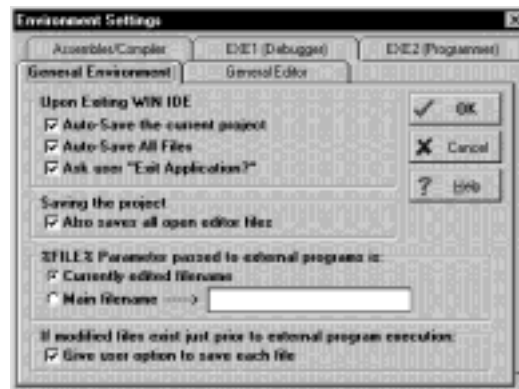 Environment Settings
Assembler/Compiler EXE1 (Debugger) EXE2 (Programmer)
General Environment General Editor
Upon Exiting WIN IDE
Auto-Save the current project
Auto-Save All Files
Ask user "Exit Application?"
OK
Cancel
Help
Saving the project
Also saves all open editor files
%FILE% Parameter passed to external programs is:
Currently edited filename
Main filename ---->
If modified files exist just prior to external program execution:
Give user option to save each file